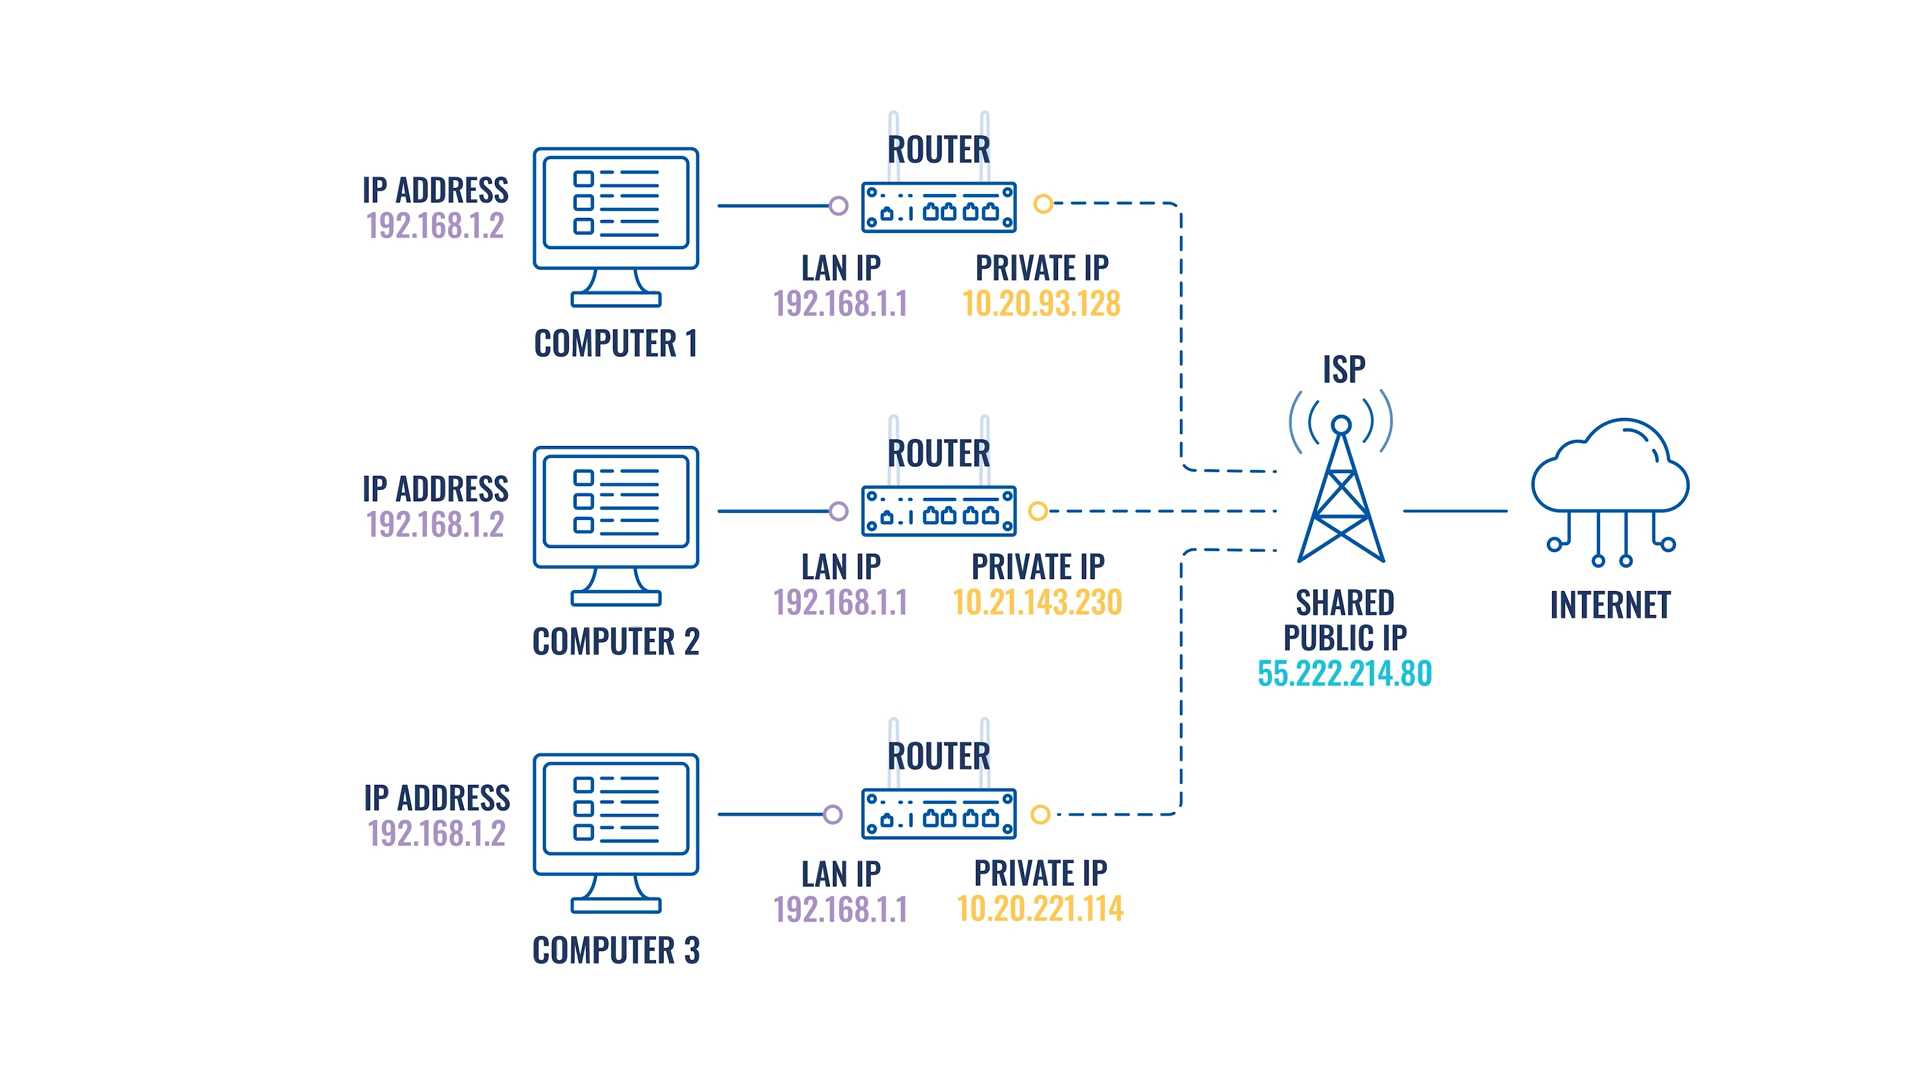 ROUTER
IP ADDRESS
192.168.1.2
LAN IP
192.168.1.1
PRIVATE IP
10.20.93.128
COMPUTER 1
ROUTER
IP ADDRESS
192.168.1.2
LAN IP
192.168.1.1
PRIVATE IP
10.21.143.230
COMPUTER 2
ROUTER
IP ADDRESS
192.168.1.2
LAN IP
192.168.1.1
PRIVATE IP
10.20.221.114
COMPUTER 3
ISP
SHARED
PUBLIC IP
55.222.214.80
INTERNET